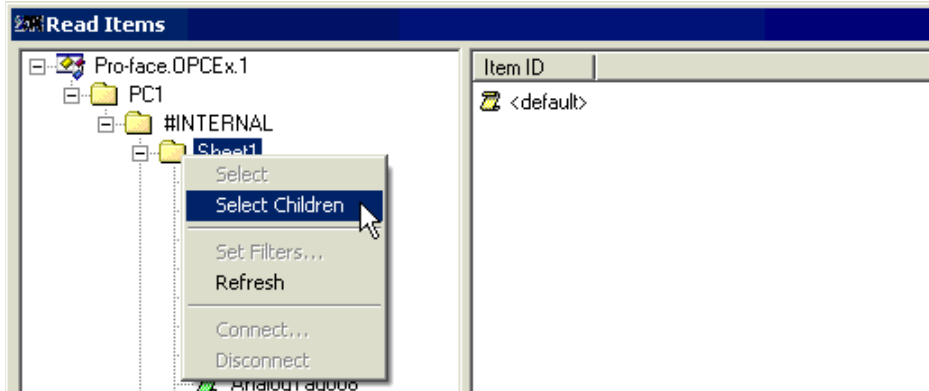 Read Items
Pro-face.OPCEx.1
PC1
#INTERNAL
Sheet1
Select
Select Children
Set Filters...
Refresh
Connect...
Disconnect
AnalogTag008
Item ID
<default>